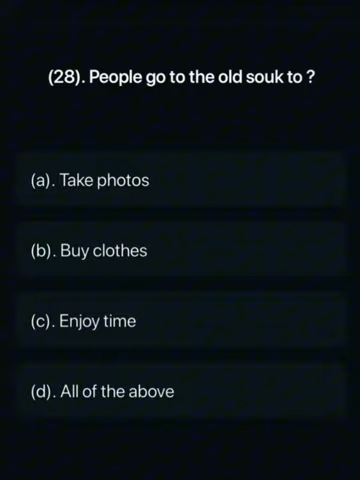 (28). People go to the old souk to ?
(a). Take photos
(b). Buy clothes
(c). Enjoy time
(d). All of the above